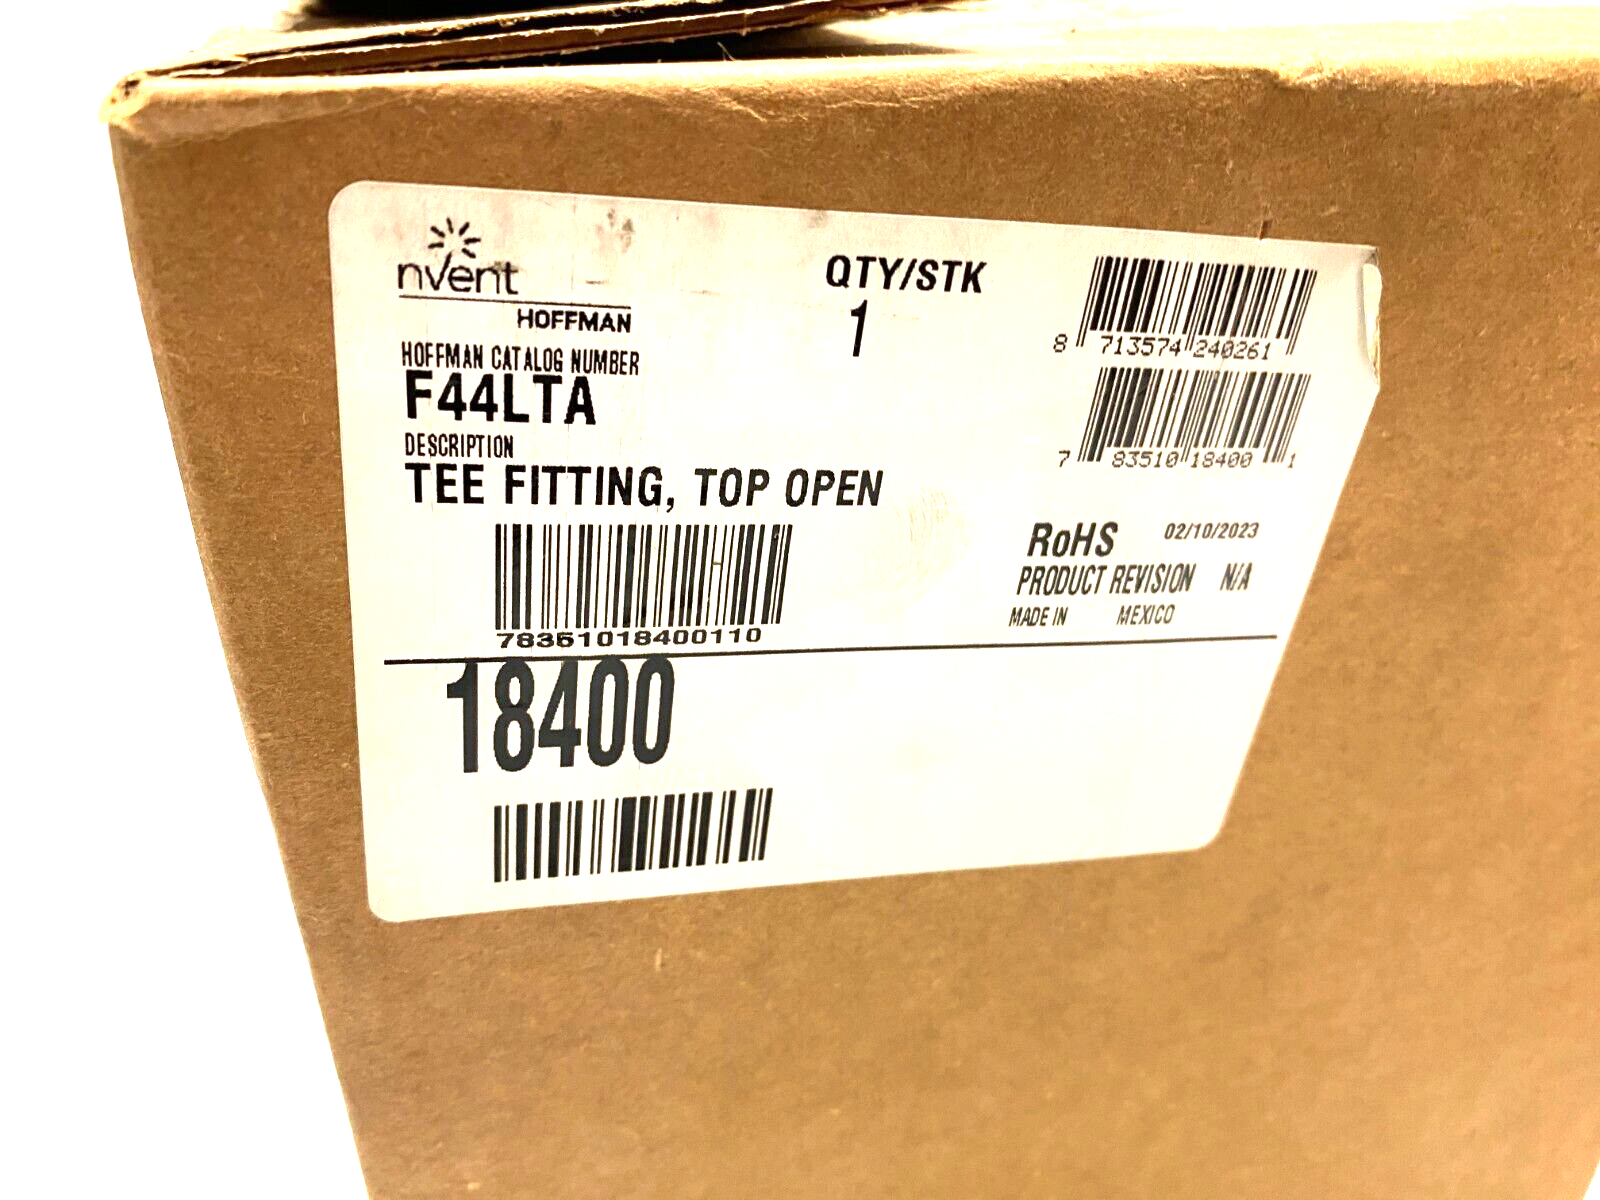 nVent
HOFFMAN
HOFFMAN CATALOG NUMBER
F44LTA
DESCRIPTION
TEE FITTING, TOP OPEN
78351018400110
QTY/STK
1
8 713574 240261
7 83510 18400 1
RoHS 02/10/2023
PRODUCT REVISION N/A
MADE IN MEXICO
18400